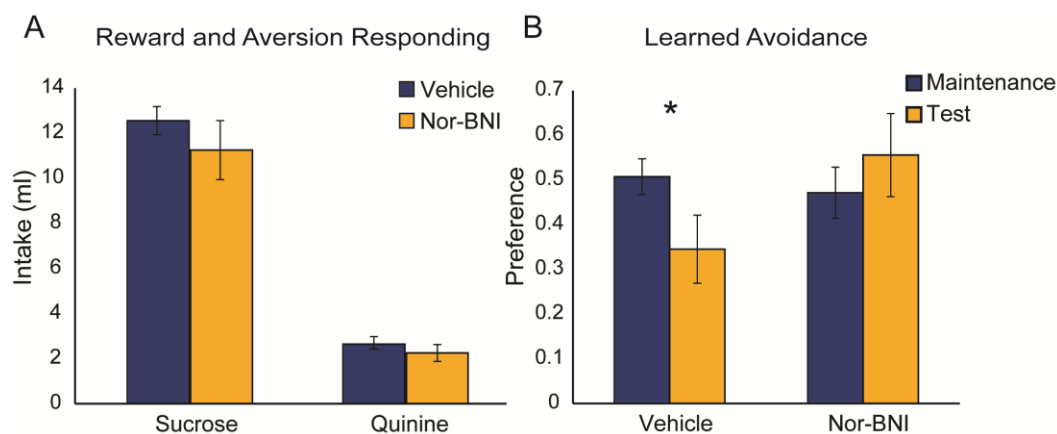 A Reward and Aversion Responding
Vehicle
Nor-BNI
14
12
10
8
6
4
2
0
Intake (ml)
Sucrose Quinine
B Learned Avoidance
Maintenance
Test
0.7
0.6
0.5
0.4
0.3
0.2
0.1
0
Preference
*
Vehicle Nor-BNI